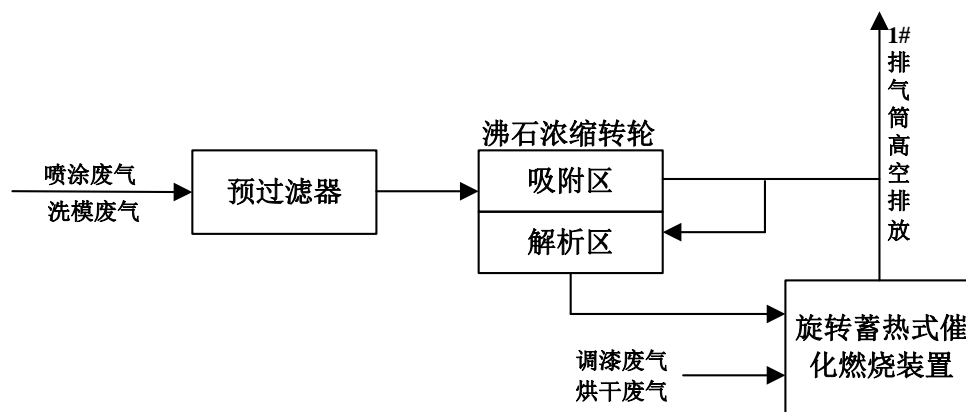 1#
排
气
筒
高
空
排
放
沸石浓缩转轮
喷涂废气
洗模废气
预过滤器
吸附区
解析区
旋转蓄热式催
化燃烧装置
调漆废气
烘干废气